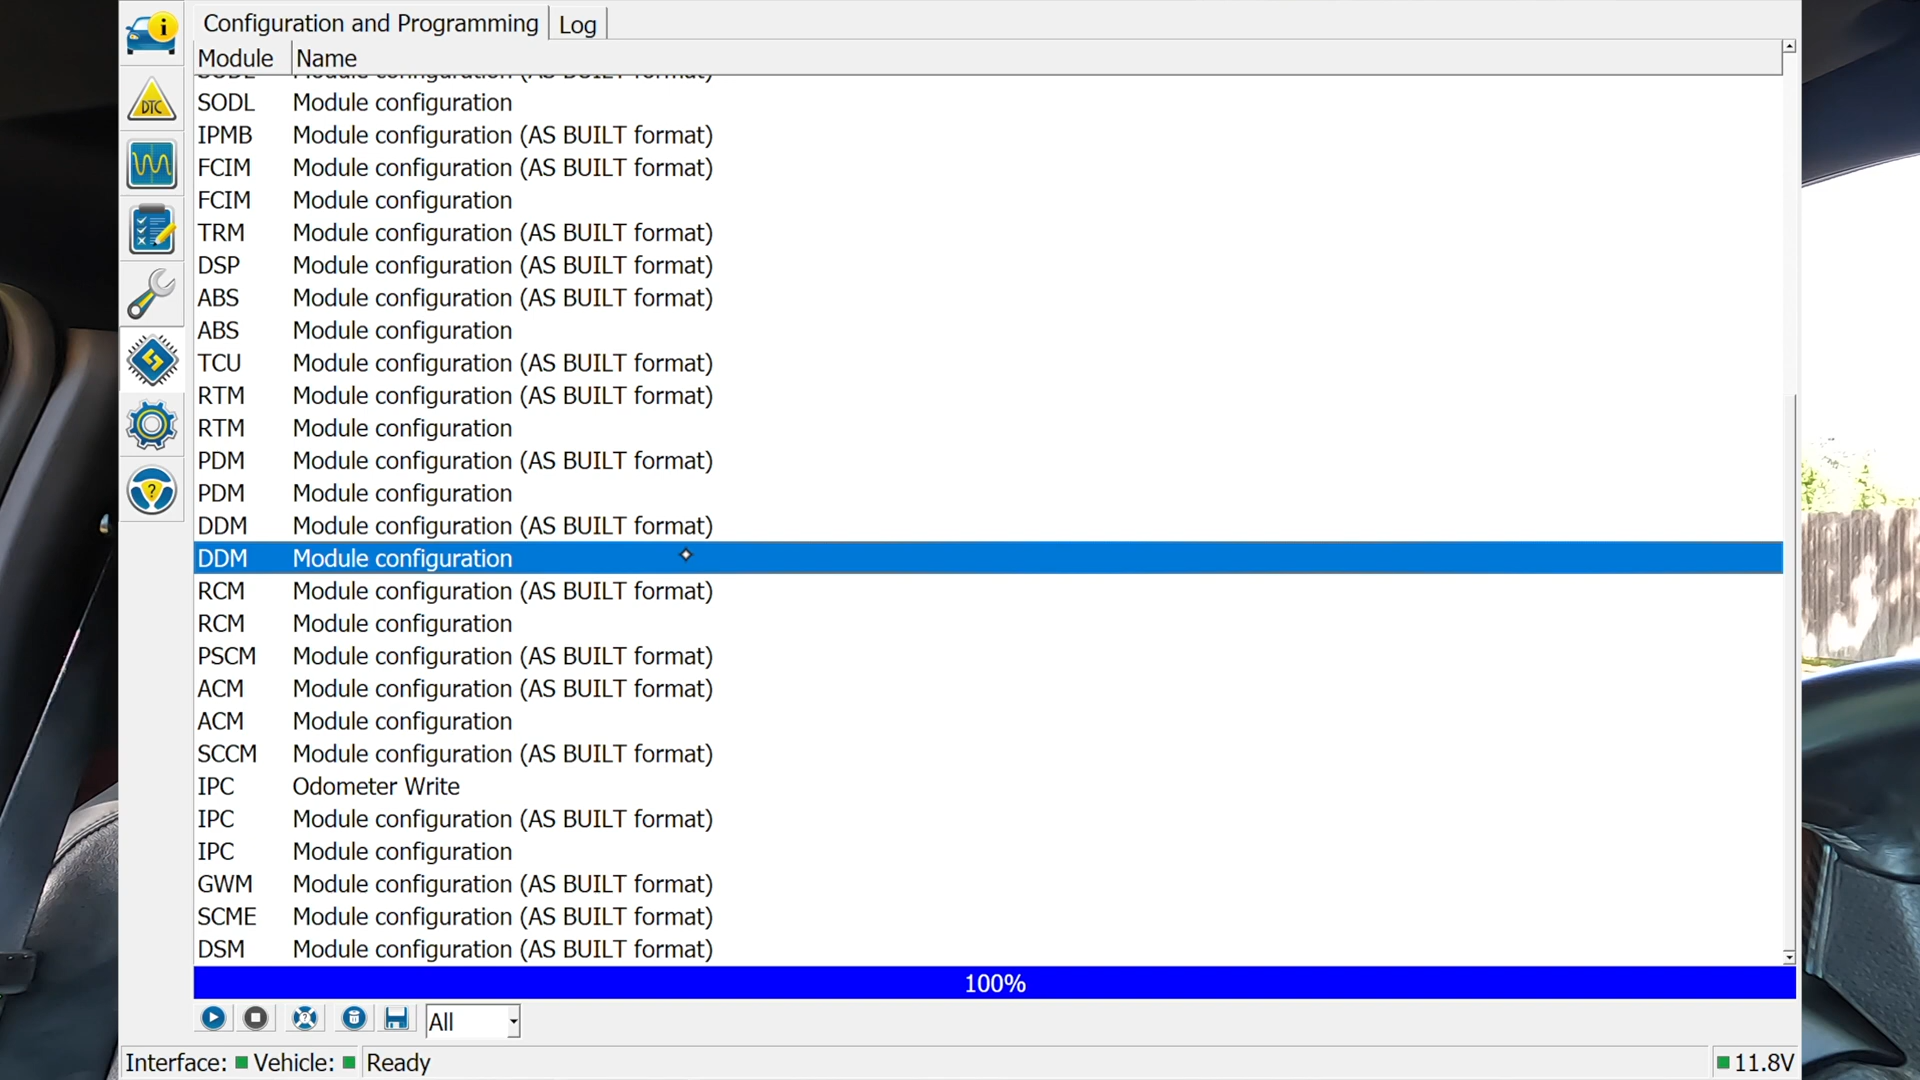 Configuration and Programming Log
Module Name
SODL Module configuration (AS BUILT format)
SODL Module configuration
IPMB Module configuration (AS BUILT format)
FCIM Module configuration (AS BUILT format)
FCIM Module configuration
TRM Module configuration (AS BUILT format)
DSP Module configuration (AS BUILT format)
ABS Module configuration (AS BUILT format)
ABS Module configuration
TCU Module configuration (AS BUILT format)
RTM Module configuration (AS BUILT format)
RTM Module configuration
PDM Module configuration (AS BUILT format)
PDM Module configuration
DDM Module configuration (AS BUILT format)
DDM Module configuration
RCM Module configuration (AS BUILT format)
RCM Module configuration
PSCM Module configuration (AS BUILT format)
ACM Module configuration (AS BUILT format)
ACM Module configuration
SCCM Module configuration (AS BUILT format)
IPC Odometer Write
IPC Module configuration (AS BUILT format)
IPC Module configuration
GWM Module configuration (AS BUILT format)
SCME Module configuration (AS BUILT format)
DSM Module configuration (AS BUILT format)
100%
All
Interface: Vehicle: Ready 11.8V
i
DTC
?
?